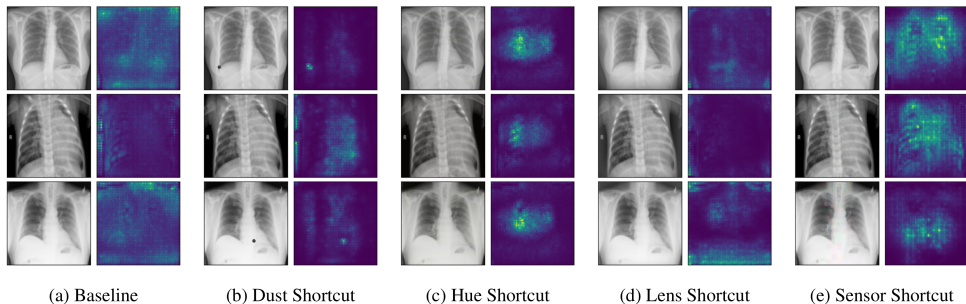 (a) Baseline
(b) Dust Shortcut
(c) Hue Shortcut
(d) Lens Shortcut
(e) Sensor Shortcut